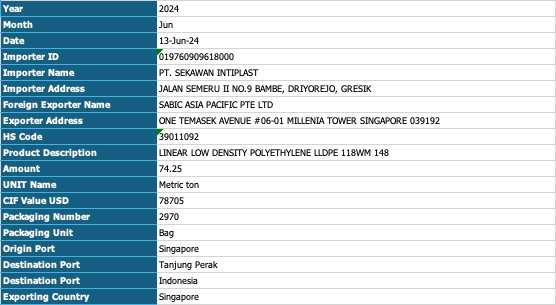 Year 2024
Month Jun
Date 13-Jun-24
Importer ID 019760909618000
Importer Name PT. SEKAWAN INTIPLAST
Importer Address JALAN SEMERU II NO.9 BAMBE, DRIYOREJO, GRESIK
Foreign Exporter Name SABIC ASIA PACIFIC PTE LTD
Exporter Address ONE TEMASEK AVENUE #06-01 MILLENIA TOWER SINGAPORE 039192
HS Code 39011092
Product Description LINEAR LOW DENSITY POLYETHYLENE LLDPE 118WM 148
Amount 74.25
UNIT Name Metric ton
CIF Value USD 78705
Packaging Number 2970
Packaging Unit Bag
Origin Port Singapore
Destination Port Tanjung Perak
Destination Port Indonesia
Exporting Country Singapore